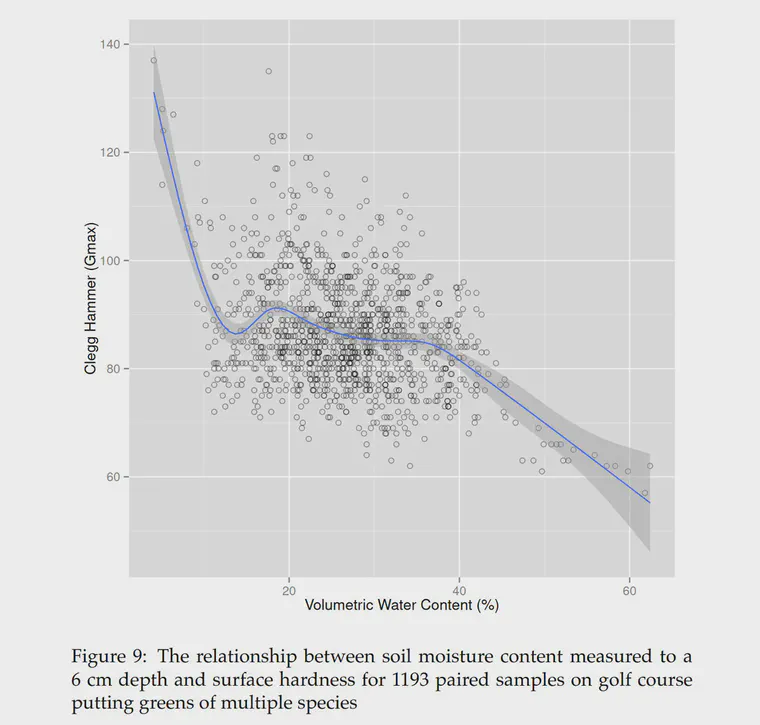 140
120
100
80
60
Clegg Hammer (Gmax)
20
40
60
Volumetric Water Content (%)
Figure 9: The relationship between soil moisture content measured to a
6 cm depth and surface hardness for 1193 paired samples on golf course
putting greens of multiple species